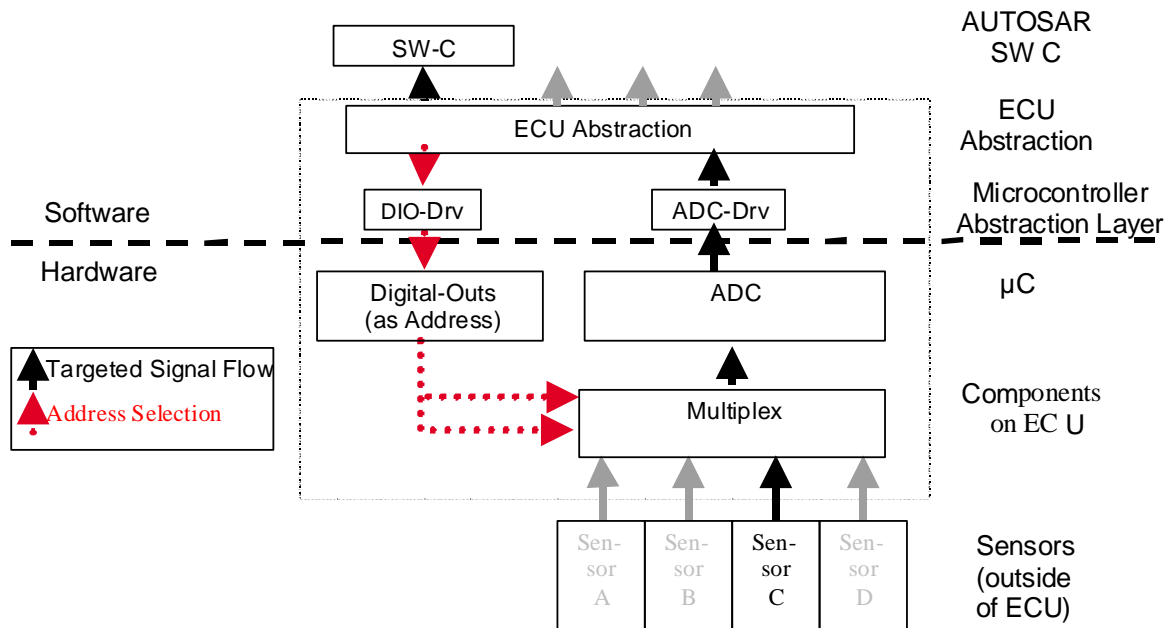 AUTOSAR
SW C
SW-C
ECU Abstraction
ECU
Abstraction
DIO-Drv
ADC-Drv
Microcontroller
Abstraction Layer
Software
Hardware
Digital-Outs
(as Address)
ADC
µC
Targeted Signal Flow
Address Selection
Multiplex
Components
on EC U
Sen-
sor
A
Sen-
sor
B
Sen-
sor
C
Sen-
sor
D
Sensors
(outside
of ECU)